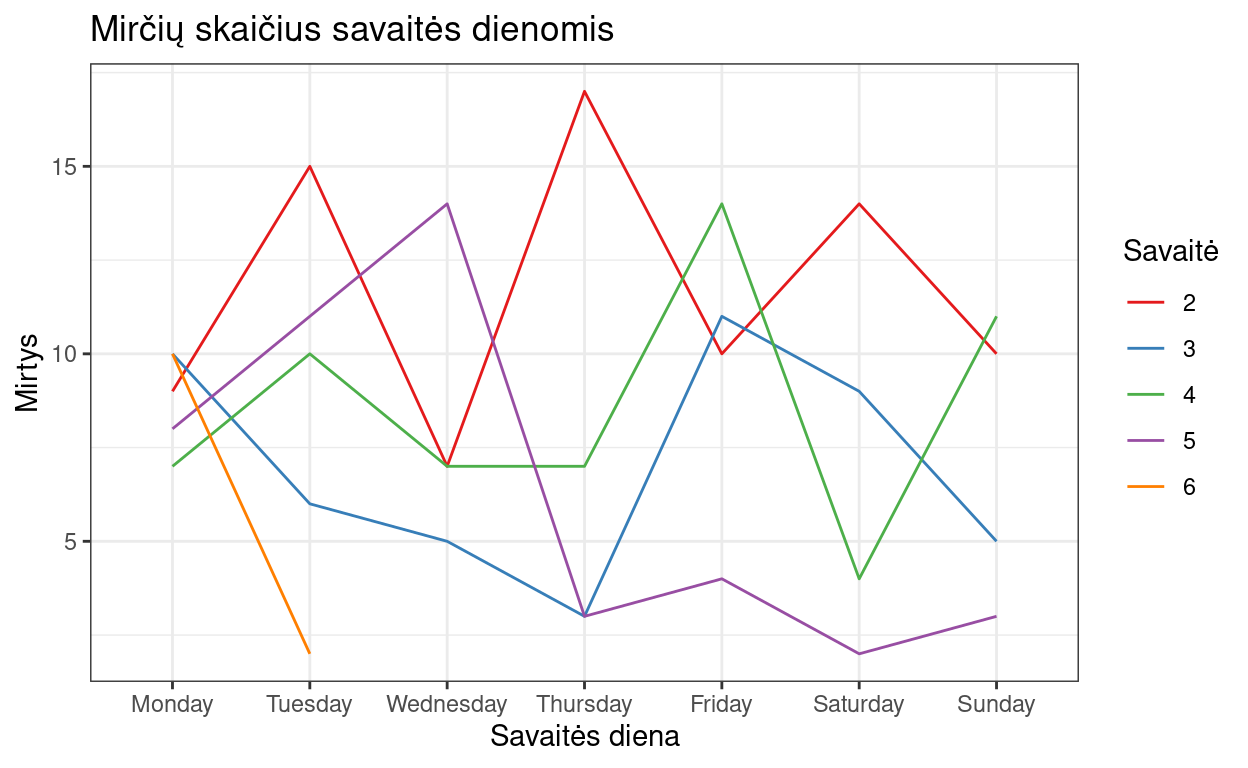 Mirčių skaičius savaitės dienomis
Mirtys
15
10
5
Monday Tuesday Wednesday Thursday Friday Saturday Sunday
Savaitės diena
Savaitė
2
3
4
5
6